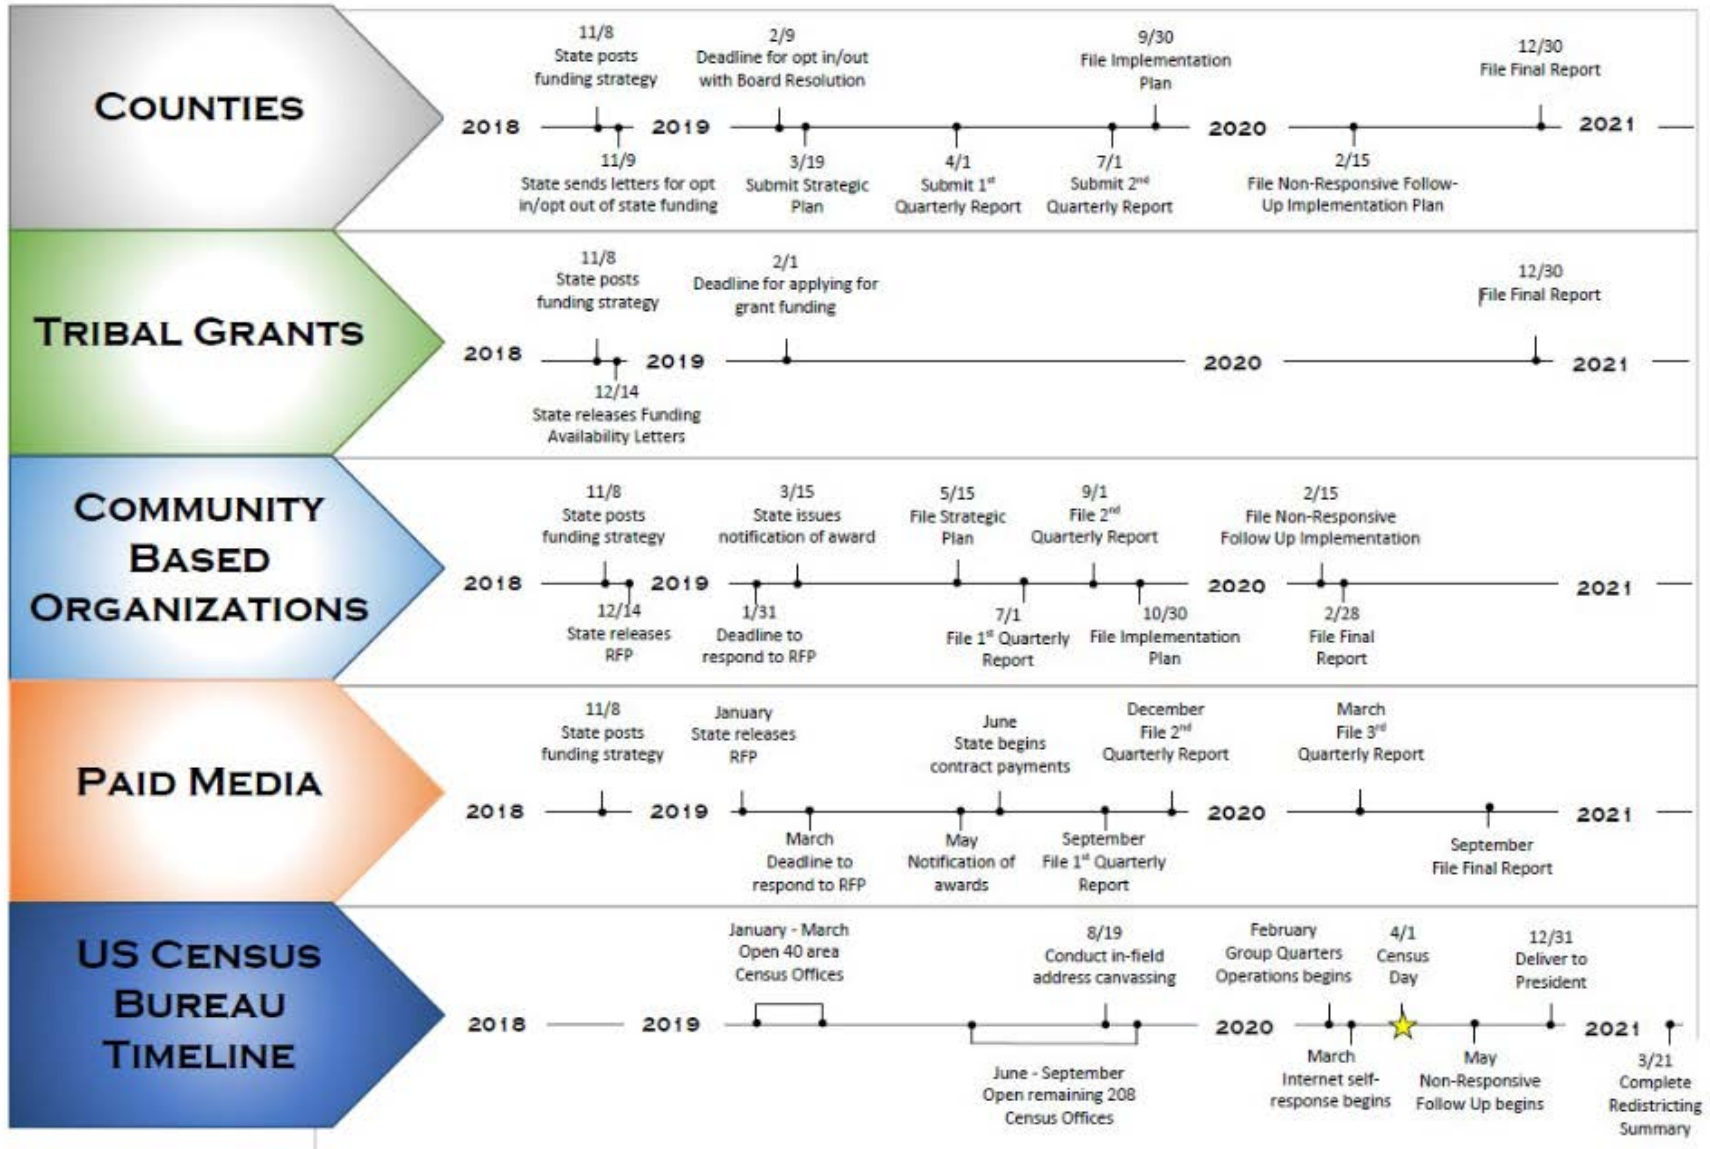 COUNTIES
11/8
State posts
funding strategy
2/9
Deadline for opt in/out
with Board Resolution
9/30
File Implementation
Plan
12/30
File Final Report
2018
2019
2020
2021
11/9
State sends letters for opt
in/opt out of state funding
3/19
Submit Strategic
Plan
4/1
Submit 1st
Quarterly Report
7/1
Submit 2nd
Quarterly Report
2/15
File Non-Responsive Follow-
Up Implementation Plan
TRIBAL GRANTS
11/8
State posts
funding strategy
2/1
Deadline for applying for
grant funding
12/30
File Final Report
2018
2019
2020
2021
12/14
State releases Funding
Availability Letters
COMMUNITY
BASED
ORGANIZATIONS
11/8
State posts
funding strategy
3/15
State issues
notification of award
5/15
File Strategic
Plan
9/1
File 2nd
Quarterly Report
2/15
File Non-Responsive
Follow Up Implementation
2018
2019
2020
2021
12/14
State releases
RFP
1/31
Deadline to
respond to RFP
7/1
File 1st Quarterly
Report
10/30
File Implementation
Plan
2/28
File Final
Report
PAID MEDIA
11/8
State posts
funding strategy
January
State releases
RFP
June
State begins
contract payments
December
File 2nd
Quarterly Report
March
File 3rd
Quarterly Report
2018
2019
2020
2021
March
Deadline to
respond to RFP
May
Notification of
awards
September
File 1st Quarterly
Report
September
File Final Report
US CENSUS
BUREAU
TIMELINE
January - March
Open 40 area
Census Offices
8/19
Conduct in-field
address canvassing
February
Group Quarters
Operations begins
4/1
Census
Day
12/31
Deliver to
President
2018
2019
2020
2021
June - September
Open remaining 208
Census Offices
March
Internet self-
response begins
May
Non-Responsive
Follow Up begins
3/21
Complete
Redistricting
Summary